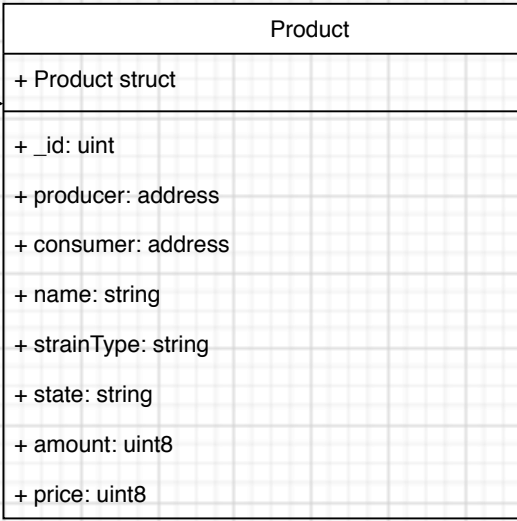 Product
+ Product struct
+ _id: uint
+ producer: address
+ consumer: address
+ name: string
+ strainType: string
+ state: string
+ amount: uint8
+ price: uint8